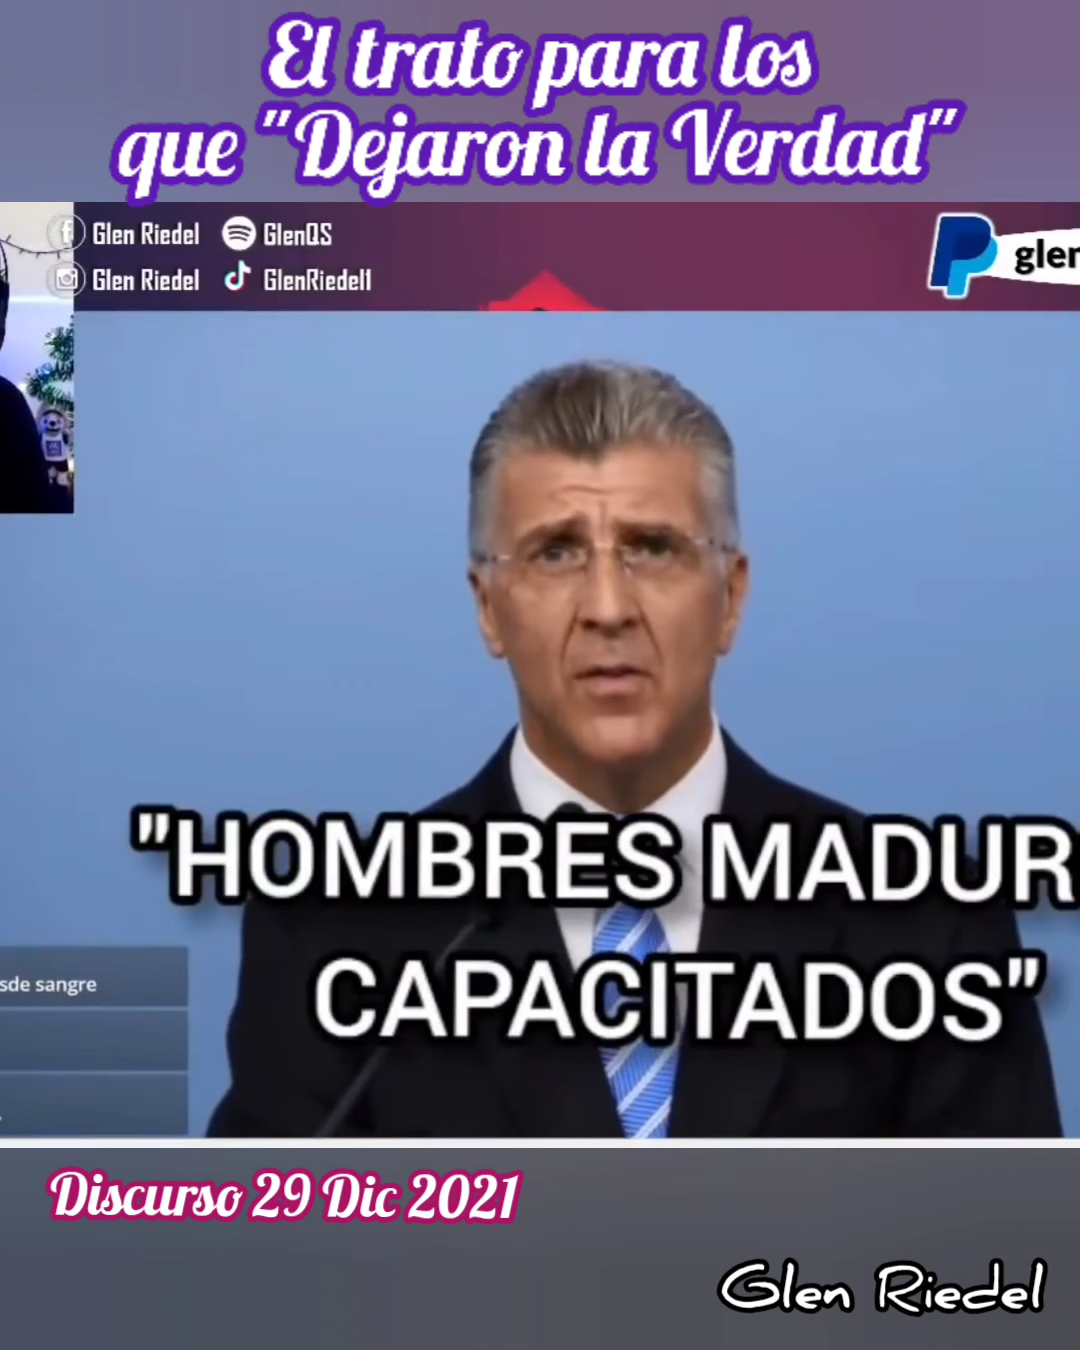 El trato para los
que "Dejaron la Verdad"
Glen Riedel GlenQS
Glen Riedel GlenRiedel1
glen
"HOMBRES MADUR
CAPACITADOS"
sde sangre
Discurso 29 Dic 2021
Glen Riedel